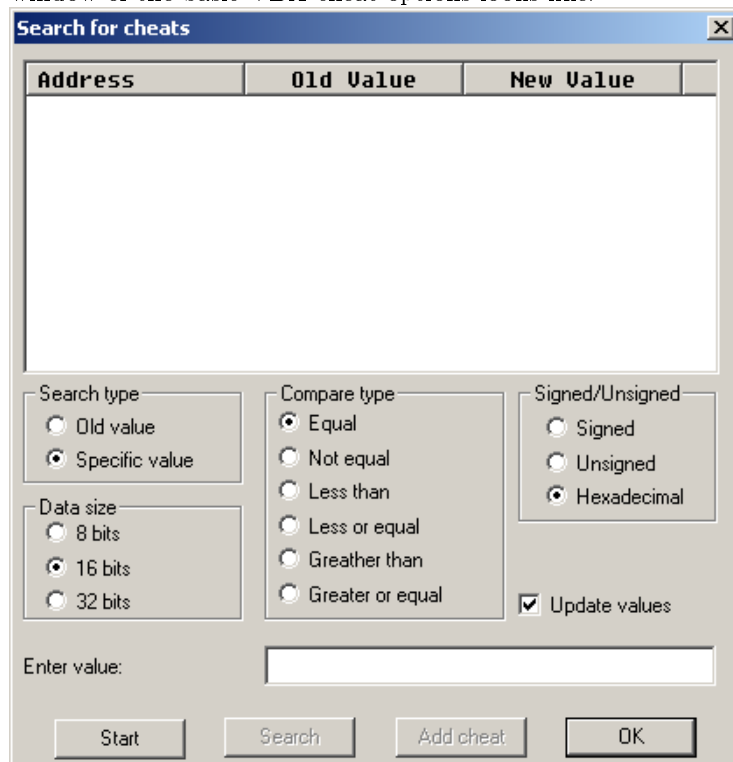 Search for cheats
Address Old Value New Value
Search type
Old value
Specific value
Data size
8 bits
16 bits
32 bits
Compare type
Equal
Not equal
Less than
Less or equal
Greather than
Greater or equal
Signed/Unsigned
Signed
Unsigned
Hexadecimal
Update values
Enter value:
Start Search Add cheat OK